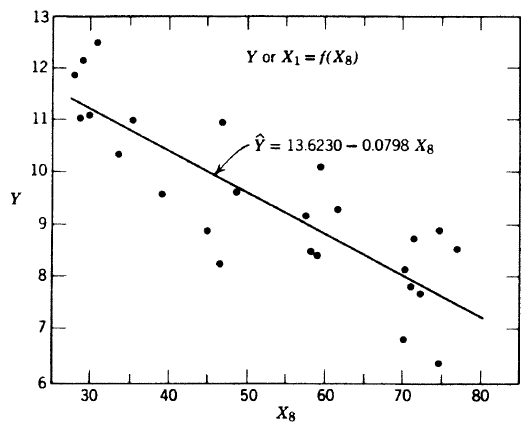 13
Y or X₁ = f(X₈)
12
11
Ŷ = 13.6230 − 0.0798 X₈
10
Y
9
8
7
6
30 40 50 60 70 80
X₈